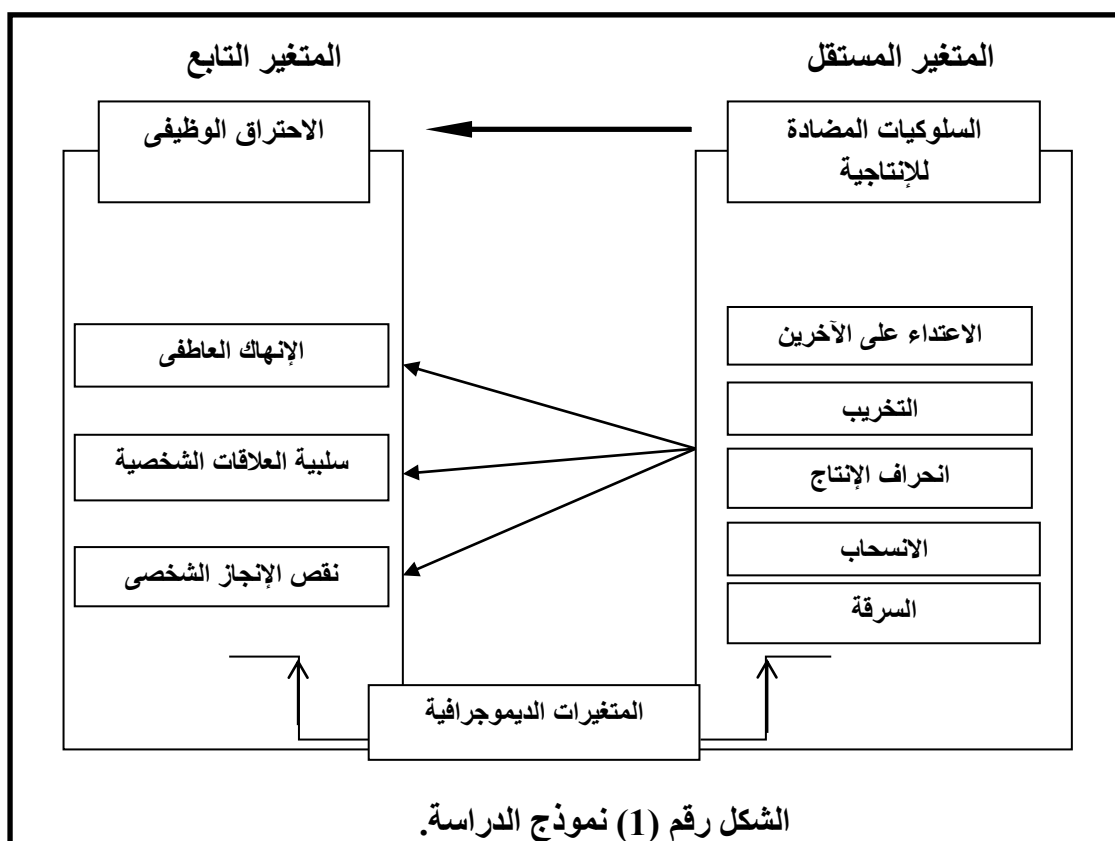 المتغير المستقل
المتغير التابع
السلوكيات المضادة
للإنتاجية
الاحتراق الوظيفى
الاعتداء على الآخرين
التخريب
انحراف الإنتاج
الانسحاب
السرقة
الإنهاك العاطفى
سلبية العلاقات الشخصية
نقص الإنجاز الشخصى
المتغيرات الديموجرافية
الشكل رقم (1) نموذج الدراسة.